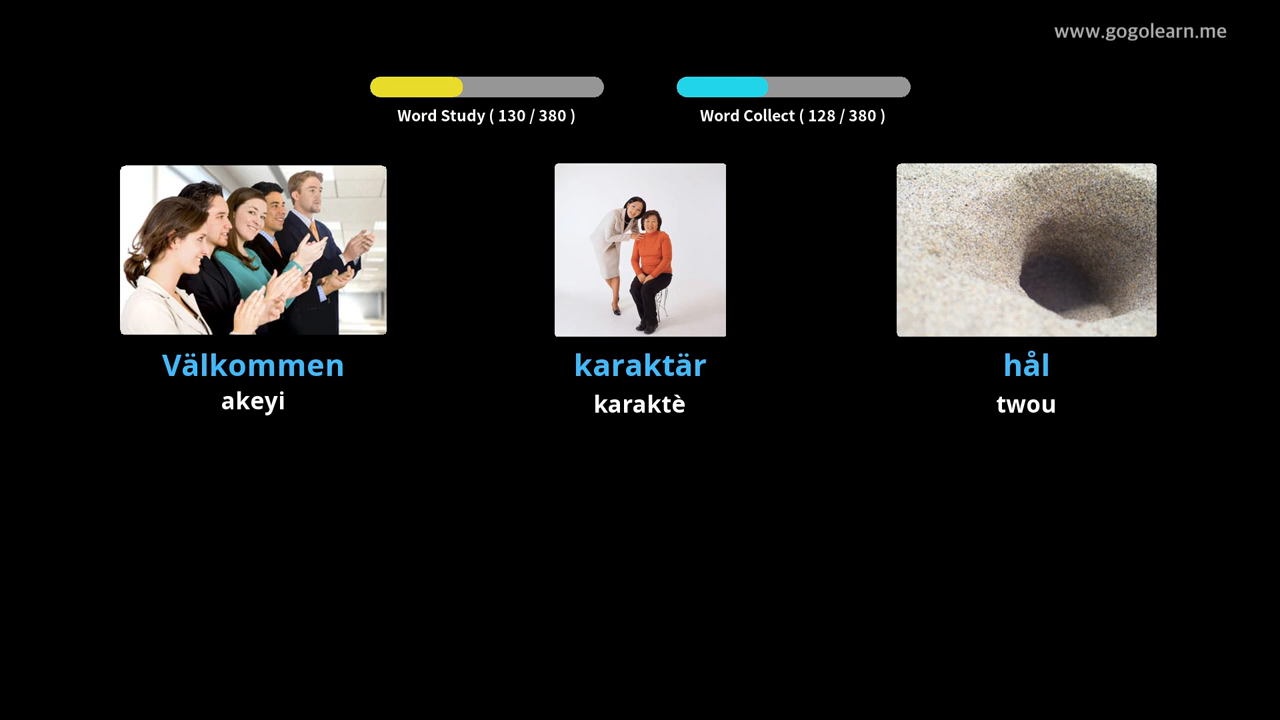 www.gogolearn.me
Word Study ( 130 / 380 )
Word Collect ( 128 / 380 )
Välkommen
akeyi
karaktär
karaktè
hål
twou